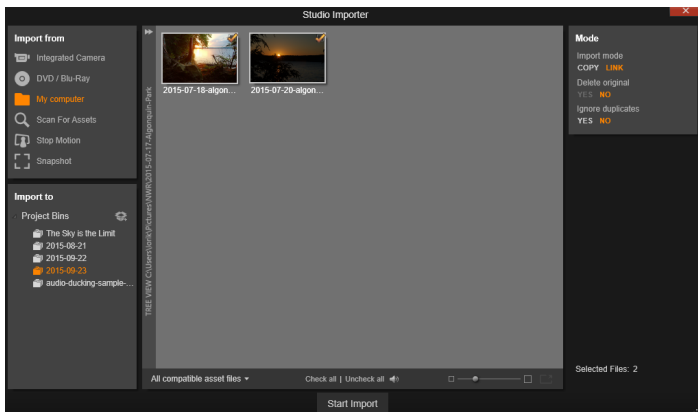 Studio Importer
Import from
Integrated Camera
DVD / Blu-Ray
My computer
Scan For Assets
Stop Motion
Snapshot
Import to
Project Bins
The Sky is the Limit
2015-08-21
2015-09-22
2015-09-23
audio-ducking-sample-...
TREE VIEW C:\Users\lorik\Pictures\NWR\2015-07-17-Algonquin-Park
2015-07-18-algon...
2015-07-20-algon...
All compatible asset files
Check all | Uncheck all
Mode
Import mode
COPY LINK
Delete original
YES NO
Ignore duplicates
YES NO
Selected Files: 2
Start Import